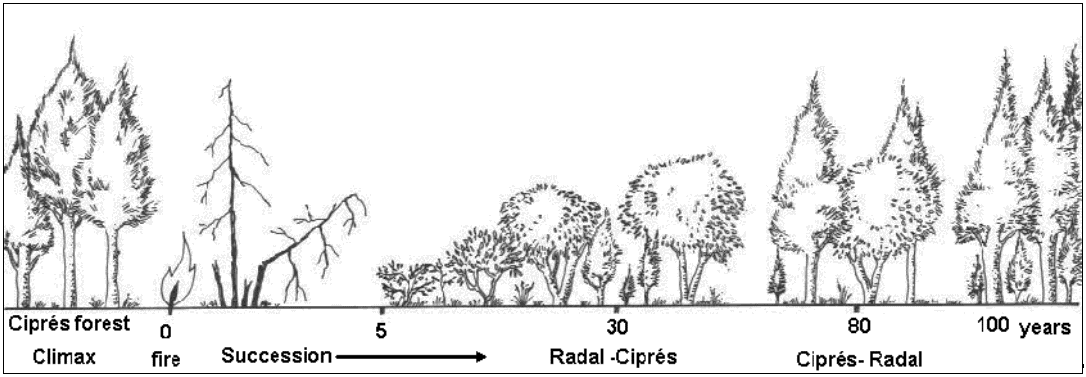 Ciprés forest 0 5 30 80 100 years
Climax fire Succession Radal -Ciprés Ciprés- Radal